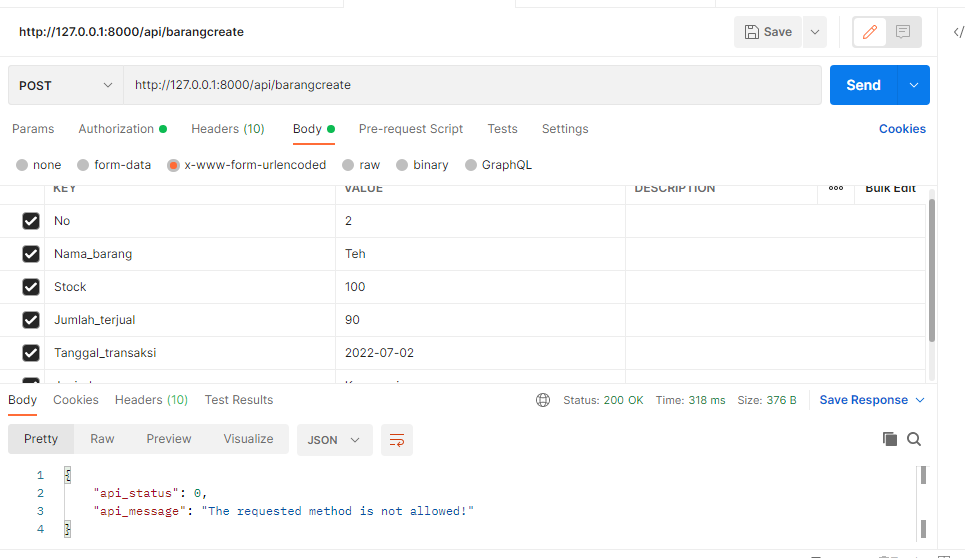 http://127.0.0.1:8000/api/barangcreate
Save
POST
http://127.0.0.1:8000/api/barangcreate
Send
Params Authorization Headers (10) Body Pre-request Script Tests Settings Cookies
none form-data x-www-form-urlencoded raw binary GraphQL
KEY VALUE DESCRIPTION Bulk Edit
No 2
Nama_barang Teh
Stock 100
Jumlah_terjual 90
Tanggal_transaksi 2022-07-02
Body Cookies Headers (10) Test Results Status: 200 OK Time: 318 ms Size: 376 B Save Response
Pretty Raw Preview Visualize JSON
1 {
2 "api_status": 0,
3 "api_message": "The requested method is not allowed!"
4 }